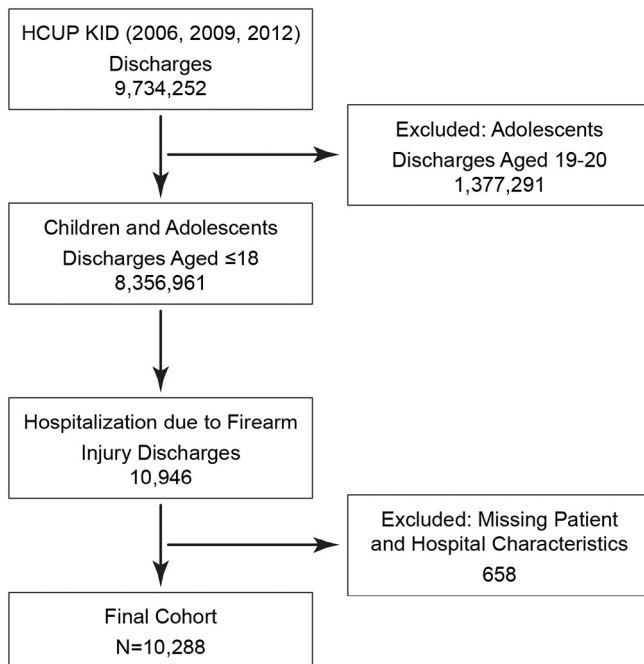 HCUP KID (2006, 2009, 2012)
Discharges
9,734,252
Excluded: Adolescents
Discharges Aged 19-20
1,377,291
Children and Adolescents
Discharges Aged ≤18
8,356,961
Hospitalization due to Firearm
Injury Discharges
10,946
Excluded: Missing Patient
and Hospital Characteristics
658
Final Cohort
N=10,288